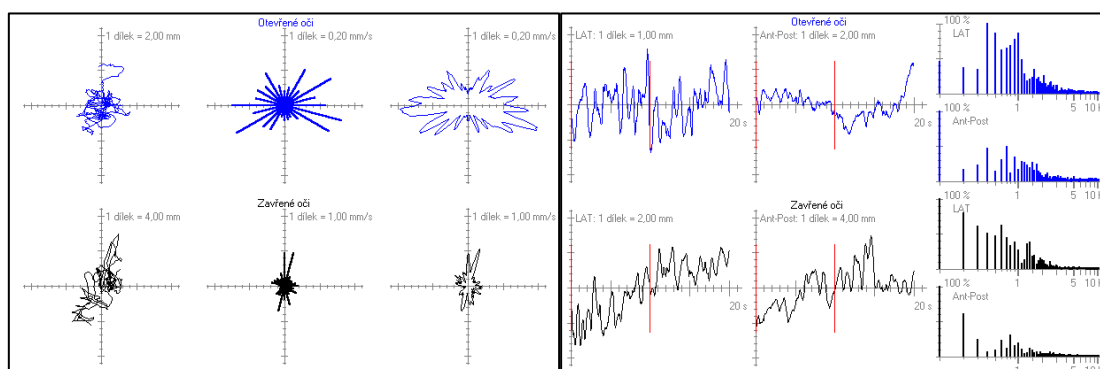 Otevřené oči
1 dílek = 2,00 mm
1 dílek = 0,20 mm/s
1 dílek = 0,20
Zavřené oči
1 dílek = 4,00 mm
1 dílek = 1,00 mm/s
1 dílek = 1,00
Otevřené oči
LAT: 1 dílek = 1,00 mm
Ant-Post: 1 dílek = 2,00 mm
20 s
20 s
100 %
LAT
1
5
10
100 %
Ant-Post
1
5
10
Zavřené oči
LAT: 1 dílek = 2,00 mm
Ant-Post: 1 dílek = 4,00 mm
20 s
20 s
100 %
LAT
1
5
10
100 %
Ant-Post
1
5
10